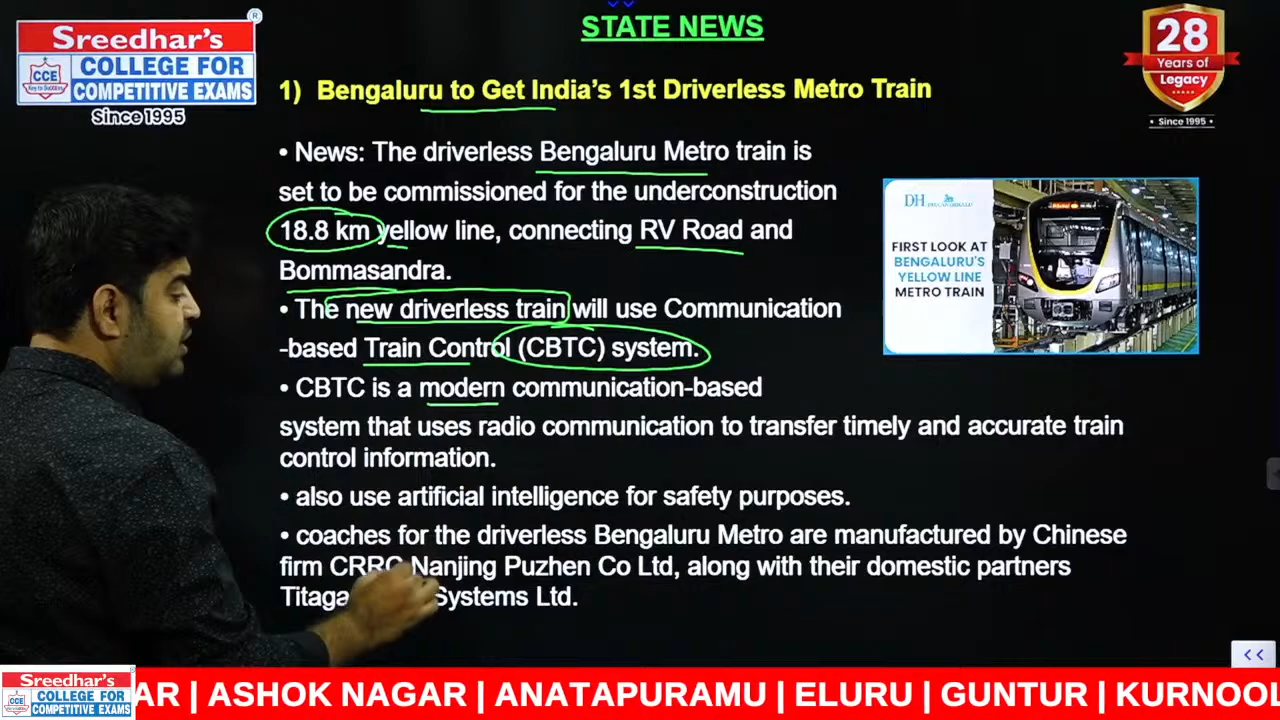 Sreedhar's
CCE
Key to Success
COLLEGE FOR
COMPETITIVE EXAMS
Since 1995
®
STATE NEWS
28
Years of
Legacy
• Since 1995 •
1) Bengaluru to Get India's 1st Driverless Metro Train
• News: The driverless Bengaluru Metro train is
set to be commissioned for the underconstruction
18.8 km yellow line, connecting RV Road and
Bommasandra.
• The new driverless train will use Communication
-based Train Control (CBTC) system.
• CBTC is a modern communication-based
system that uses radio communication to transfer timely and accurate train
control information.
• also use artificial intelligence for safety purposes.
• coaches for the driverless Bengaluru Metro are manufactured by Chinese
firm CRRC Nanjing Puzhen Co Ltd, along with their domestic partners
Titaga Systems Ltd.
DH
FIRST LOOK AT
BENGALURU'S
YELLOW LINE
METRO TRAIN
<<
Sreedhar's
CCE
COLLEGE FOR
COMPETITIVE EXAMS
AR | ASHOK NAGAR | ANATAPURAMU | ELURU | GUNTUR | KURNOOL